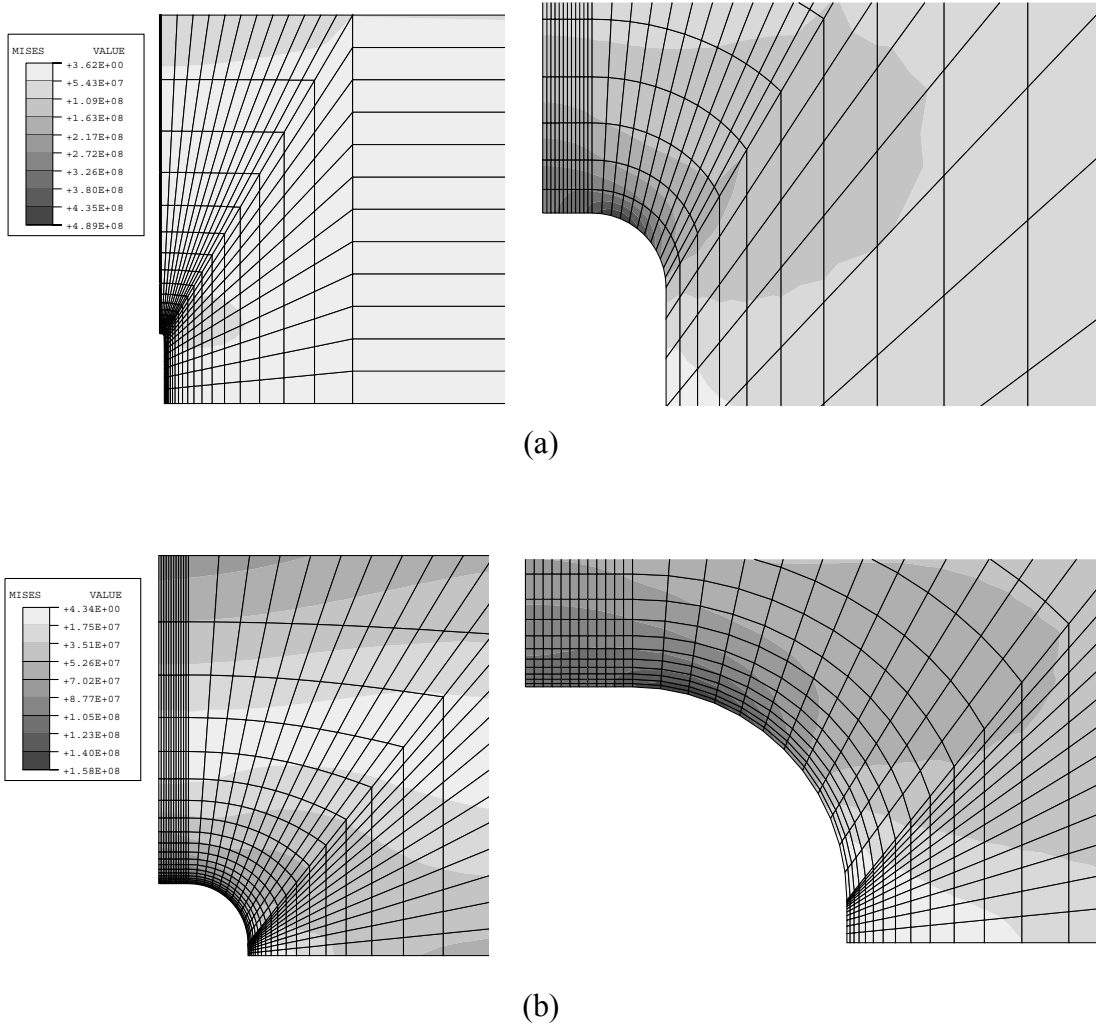 MISES VALUE
+3.62E+00
+5.43E+07
+1.09E+08
+1.63E+08
+2.17E+08
+2.72E+08
+3.26E+08
+3.80E+08
+4.35E+08
+4.89E+08
(a)
MISES VALUE
+4.34E+00
+1.75E+07
+3.51E+07
+5.26E+07
+7.02E+07
+8.77E+07
+1.05E+08
+1.23E+08
+1.40E+08
+1.58E+08
(b)